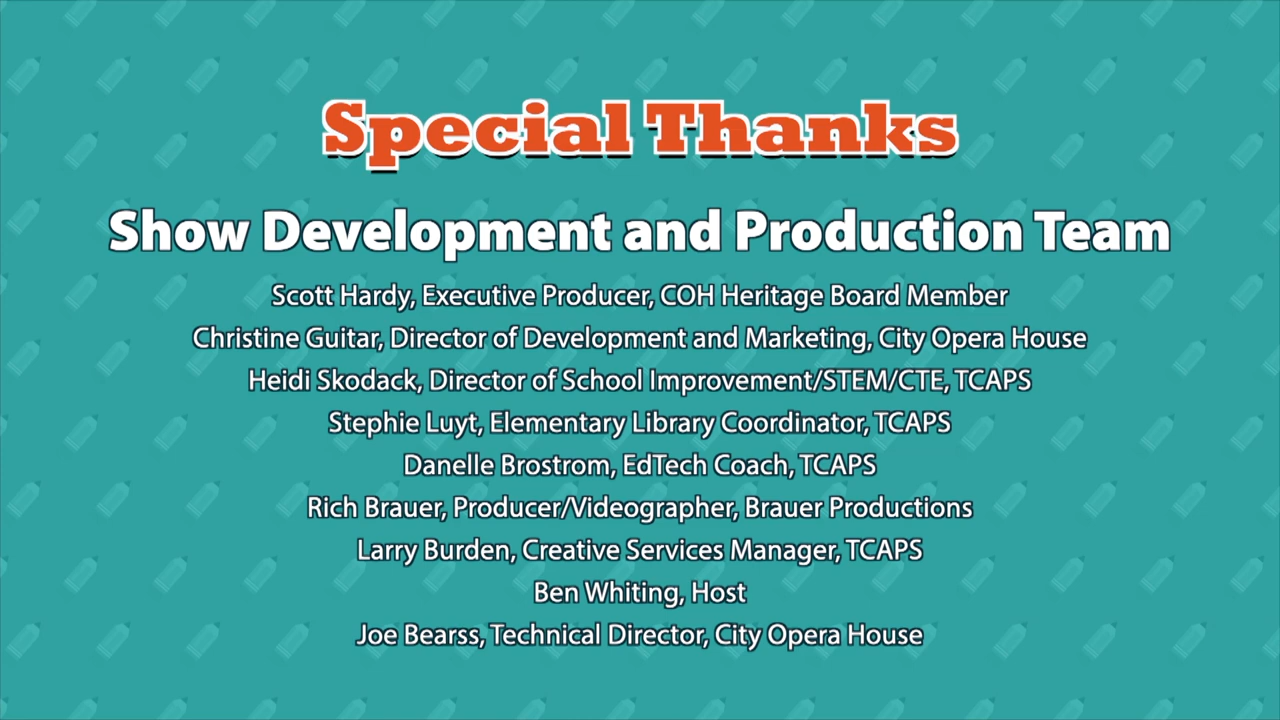 Special Thanks
Show Development and Production Team
Scott Hardy, Executive Producer, COH Heritage Board Member
Christine Guitar, Director of Development and Marketing, City Opera House
Heidi Skodack, Director of School Improvement/STEM/CTE, TCAPS
Stephie Luyt, Elementary Library Coordinator, TCAPS
Danelle Brostrom, EdTech Coach, TCAPS
Rich Brauer, Producer/Videographer, Brauer Productions
Larry Burden, Creative Services Manager, TCAPS
Ben Whiting, Host
Joe Bearss, Technical Director, City Opera House